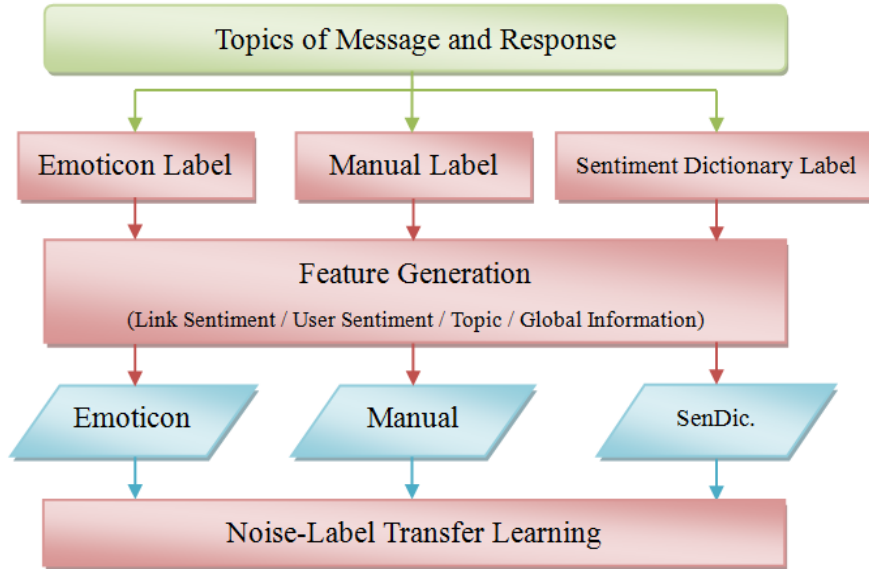 Topics of Message and Response
Emoticon Label
Manual Label
Sentiment Dictionary Label
Feature Generation
(Link Sentiment / User Sentiment / Topic / Global Information)
Emoticon
Manual
SenDic.
Noise-Label Transfer Learning